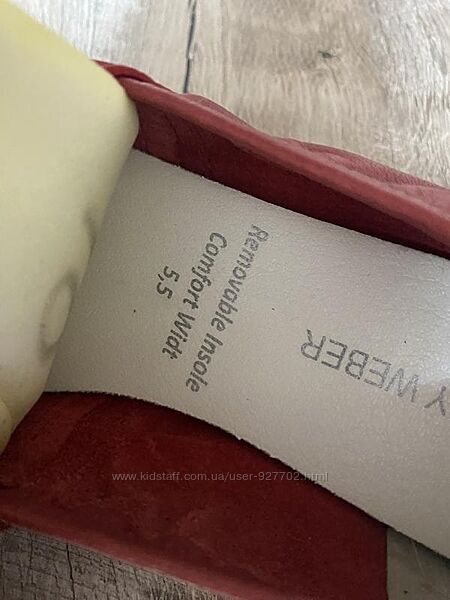 Removable Insole
Comfort Widt
5,5
Y WEBER
www.kidstaff.com.ua/user-927702.html